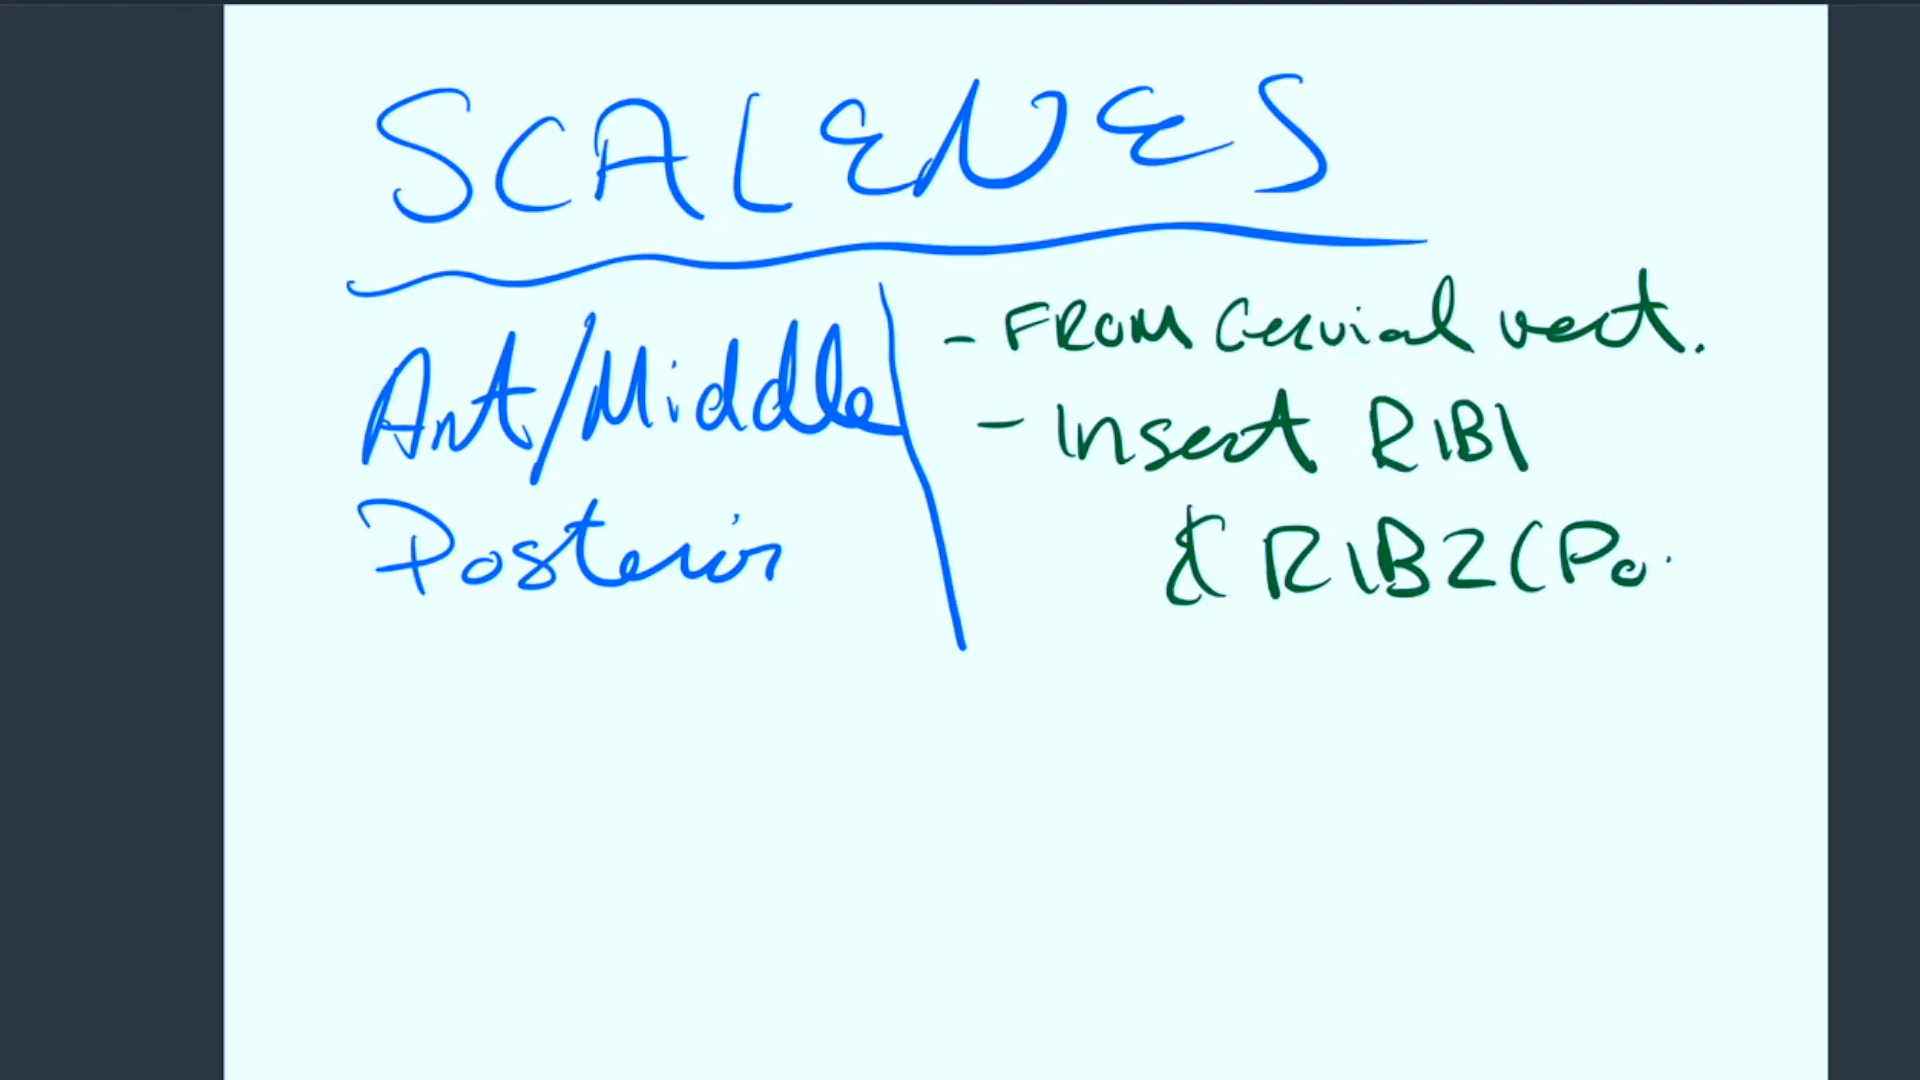 SCALENES
Ant/Middle
Posterior
- FROM Cervial vert.
- Insert RIB1
& RIB2 (Po